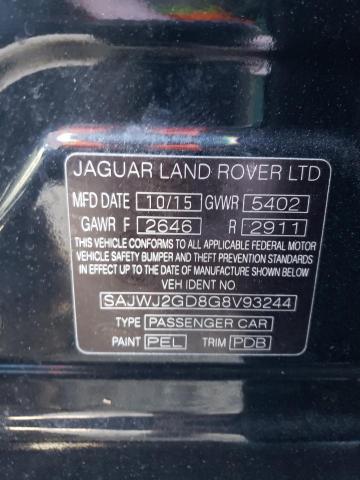 JAGUAR LAND ROVER LTD
MFD DATE 10/15 GVWR 5402
GAWR F 2646 R 2911
THIS VEHICLE CONFORMS TO ALL APPLICABLE FEDERAL MOTOR
VEHICLE SAFETY BUMPER AND THEFT PREVENTION STANDARDS
IN EFFECT UP TO THE DATE OF MANUFACTURE SHOWN ABOVE.
VEH IDENT NO
SAJWJ2GD8G8V93244
TYPE PASSENGER CAR
PAINT PEL TRIM PDB